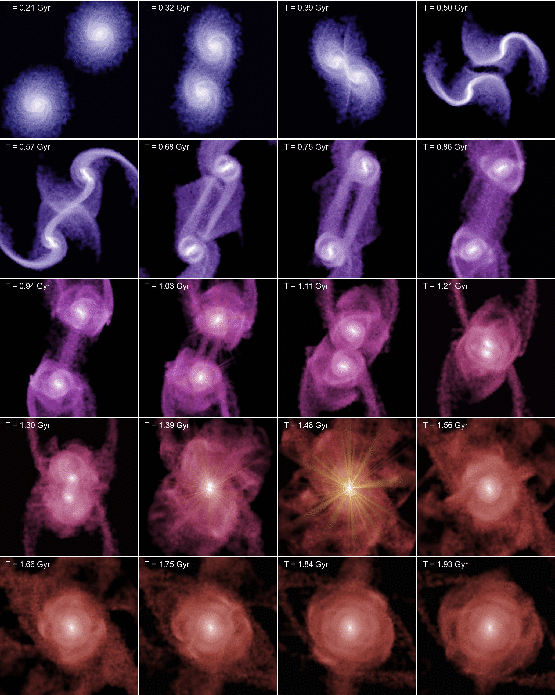 T = 0.21 Gyr
T = 0.32 Gyr
T = 0.39 Gyr
T = 0.50 Gyr
T = 0.57 Gyr
T = 0.68 Gyr
T = 0.75 Gyr
T = 0.86 Gyr
T = 0.94 Gyr
T = 1.03 Gyr
T = 1.11 Gyr
T = 1.21 Gyr
T = 1.30 Gyr
T = 1.39 Gyr
T = 1.48 Gyr
T = 1.56 Gyr
T = 1.66 Gyr
T = 1.75 Gyr
T = 1.84 Gyr
T = 1.93 Gyr